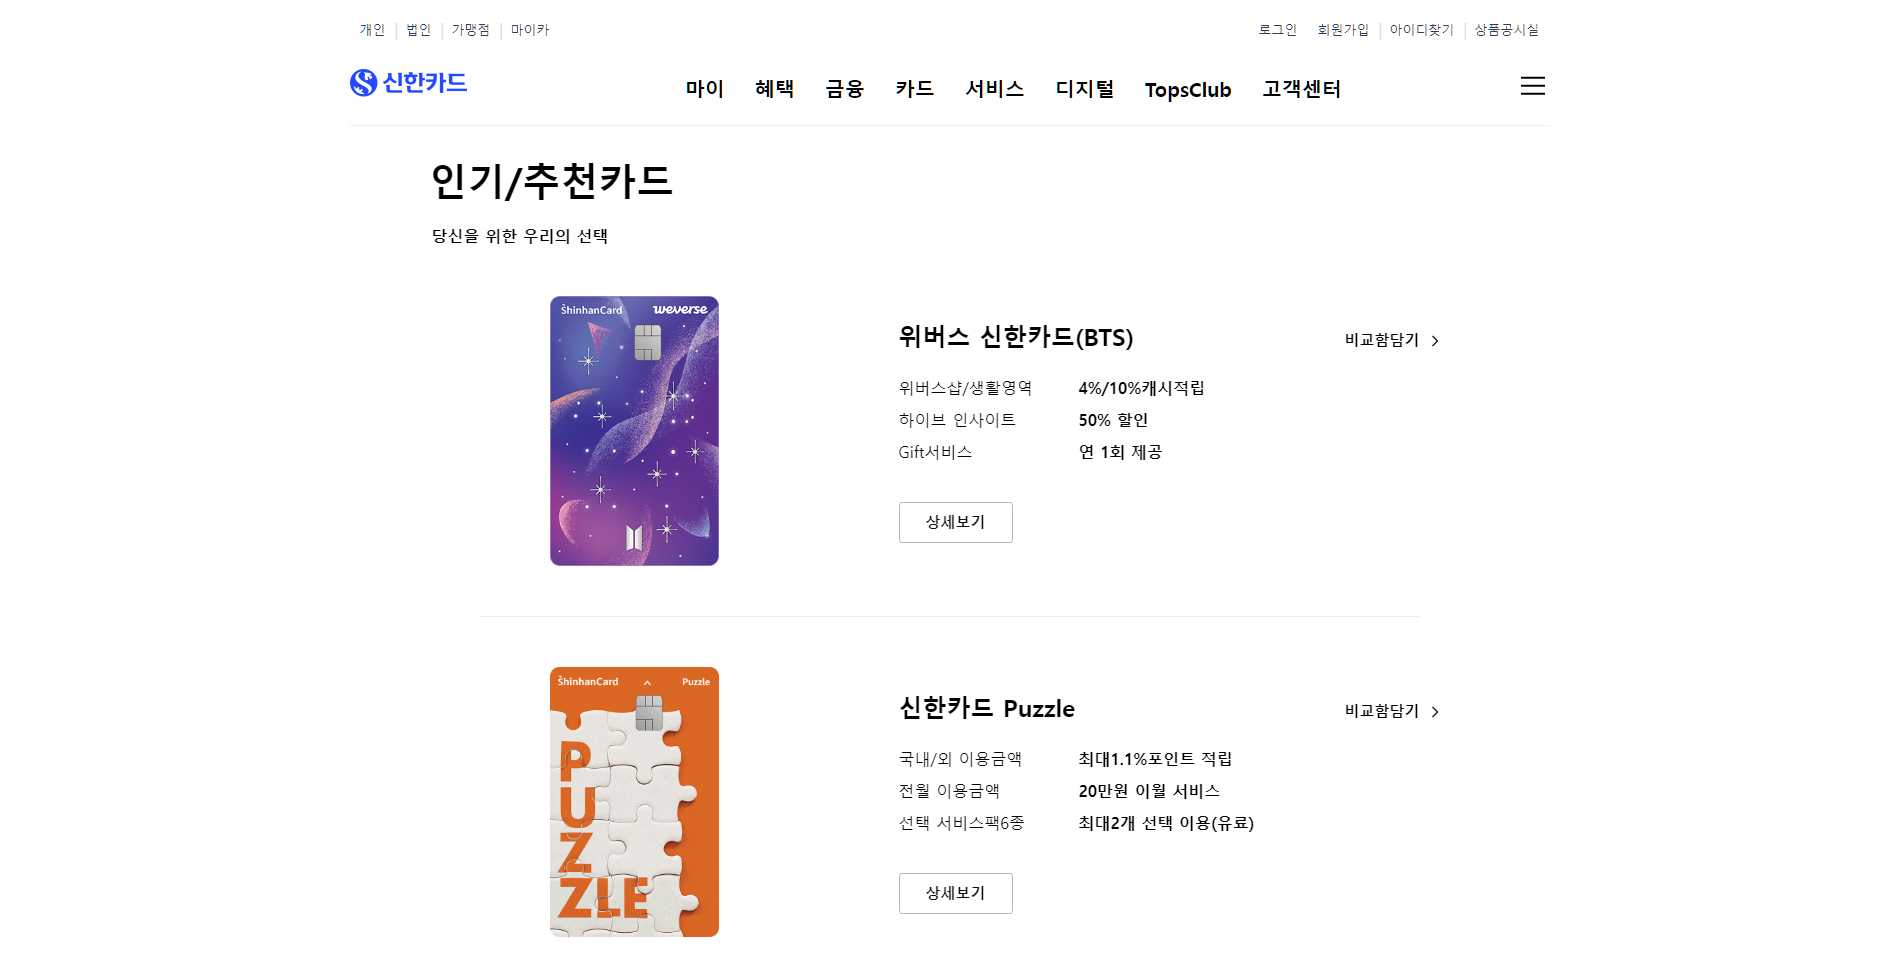 개인 법인 가맹점 마이카 로그인 회원가입 아이디찾기 상품공시실
신한카드 마이 혜택 금융 카드 서비스 디지털 TopsClub 고객센터
인기/추천카드
당신을 위한 우리의 선택
ShinhanCard weverse
위버스 신한카드(BTS) 비교함담기
위버스샵/생활영역 4%/10%캐시적립
하이브 인사이트 50% 할인
Gift서비스 연 1회 제공
상세보기
ShinhanCard Puzzle
PUZZLE
신한카드 Puzzle 비교함담기
국내/외 이용금액 최대1.1%포인트 적립
전월 이용금액 20만원 이월 서비스
선택 서비스팩6종 최대2개 선택 이용(유료)
상세보기